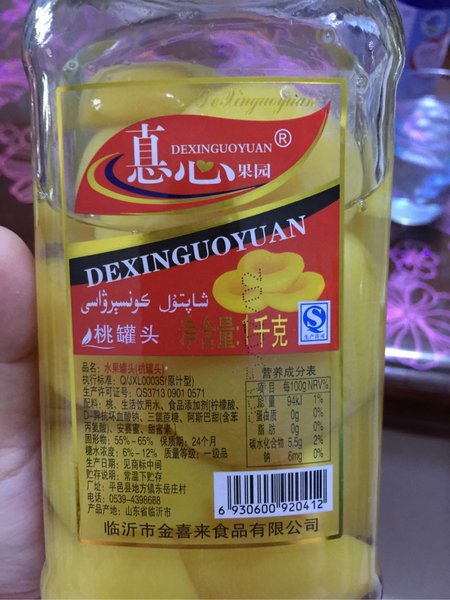 DeXinguoyuan
DEXINGUOYUAN ®
惪心果园
DEXINGUOYUAN
شاپتۇل كونسېرۋاسى
桃罐头
净含量:1千克
生产许可
品名:水果罐头(桃罐头)
执行标准:Q/JXL0003S(原汁型)
生产许可证号:QS3713 0901 0571
配料:桃、生活饮用水、食品添加剂(柠檬酸、
D-异抗坏血酸钠、三氯蔗糖、阿斯巴甜(含苯
丙氨酸)、安赛蜜、甜蜜素)
固形物:55%-65% 保质期:24个月
糖水浓度:6%-12% 质量等级:一级品
生产日期:见商标中间
贮存说明:常温下贮存
厂址:平邑县地方镇东岳庄村
电话:0539-4398688
产品产地:山东省临沂市
营养成分表
项目 每100g NRV%
能量 94kJ 1%
蛋白质 0g 0%
脂肪 0g 0%
碳水化合物 5.5g 2%
钠 6mg 0%
6 930600 920412
临沂市金喜来食品有限公司